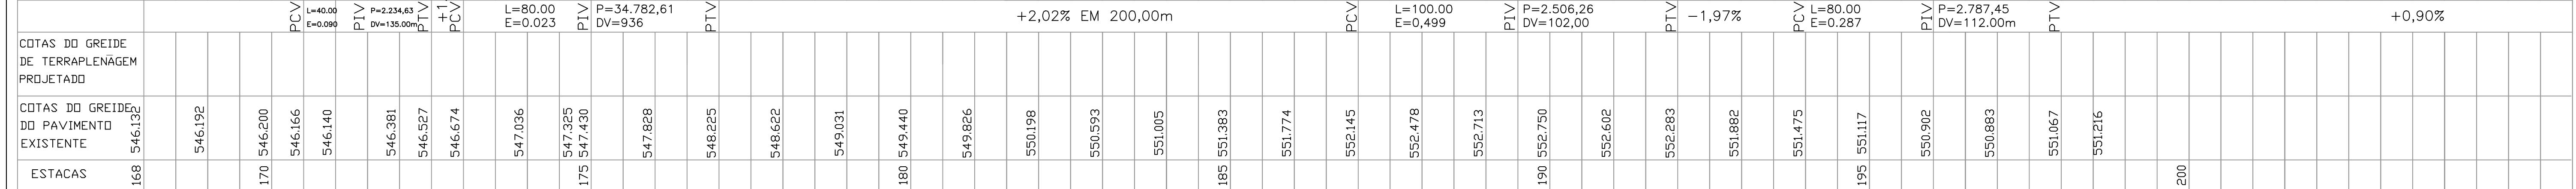 PCV
L=40.00
E=0.090
PIV
P=2.234,63
DV=135.00m
PTV
+1
PCV
L=80.00
E=0.023
PIV
P=34.782,61
DV=936
PTV
+2,02% EM 200,00m
PCV
L=100.00
E=0,499
PIV
P=2.506,26
DV=102,00
PTV
-1,97%
PCV
L=80.00
E=0.287
PIV
P=2.787,45
DV=112.00m
PTV
+0,90%
COTAS DO GREIDE
DE TERRAPLENAGEM
PROJETADO
COTAS DO GREIDE
DO PAVIMENTO
EXISTENTE
546.132
546.192
546.200
546.166
546.140
546.381
546.527
546.674
547.036
547.325
547.430
547.828
548.225
548.622
549.031
549.440
549.826
550.198
550.593
551.005
551.383
551.774
552.145
552.478
552.713
552.750
552.602
552.283
551.882
551.475
551.117
550.902
550.883
551.067
551.216
ESTACAS
168
170
175
180
185
190
195
200